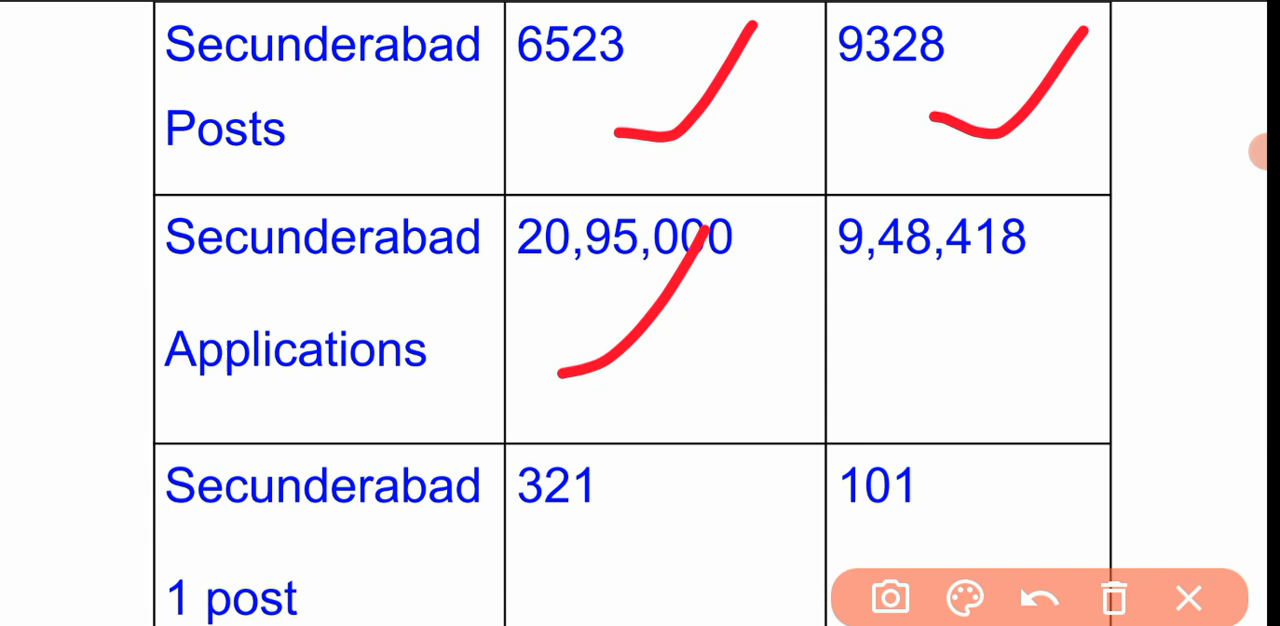 Secunderabad 6523 9328
Posts
Secunderabad 20,95,000 9,48,418
Applications
Secunderabad 321 101
1 post